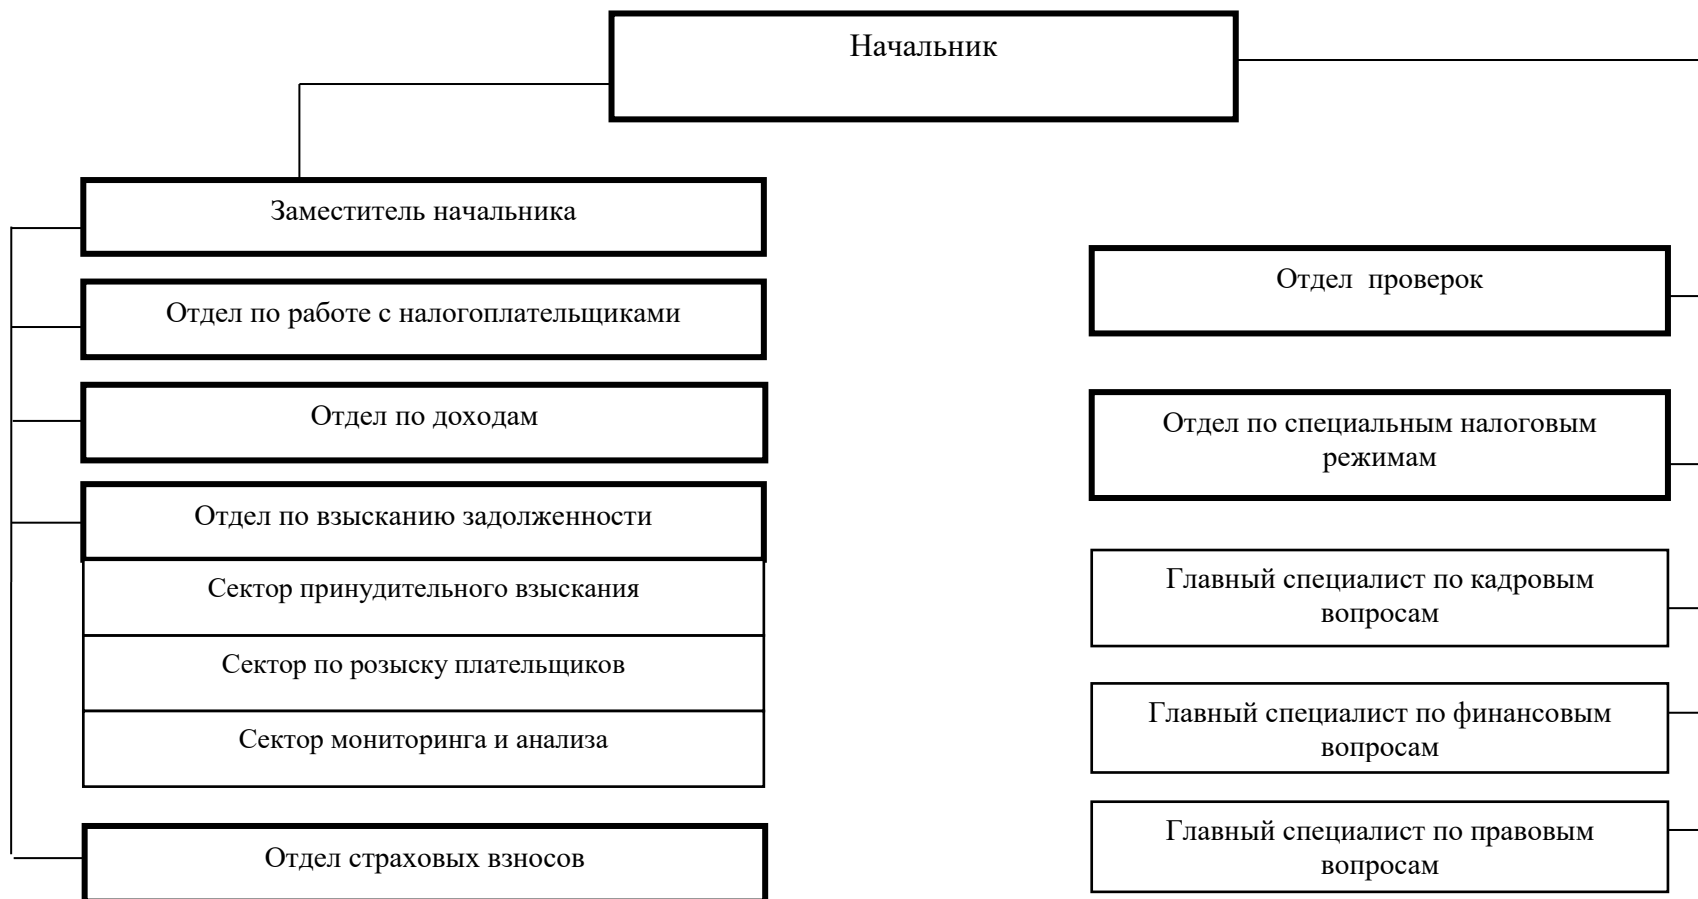 Начальник
Заместитель начальника
Отдел по работе с налогоплательщиками
Отдел по доходам
Отдел по взысканию задолженности
Сектор принудительного взыскания
Сектор по розыску плательщиков
Сектор мониторинга и анализа
Отдел страховых взносов
Отдел проверок
Отдел по специальным налоговым
режимам
Главный специалист по кадровым
вопросам
Главный специалист по финансовым
вопросам
Главный специалист по правовым
вопросам